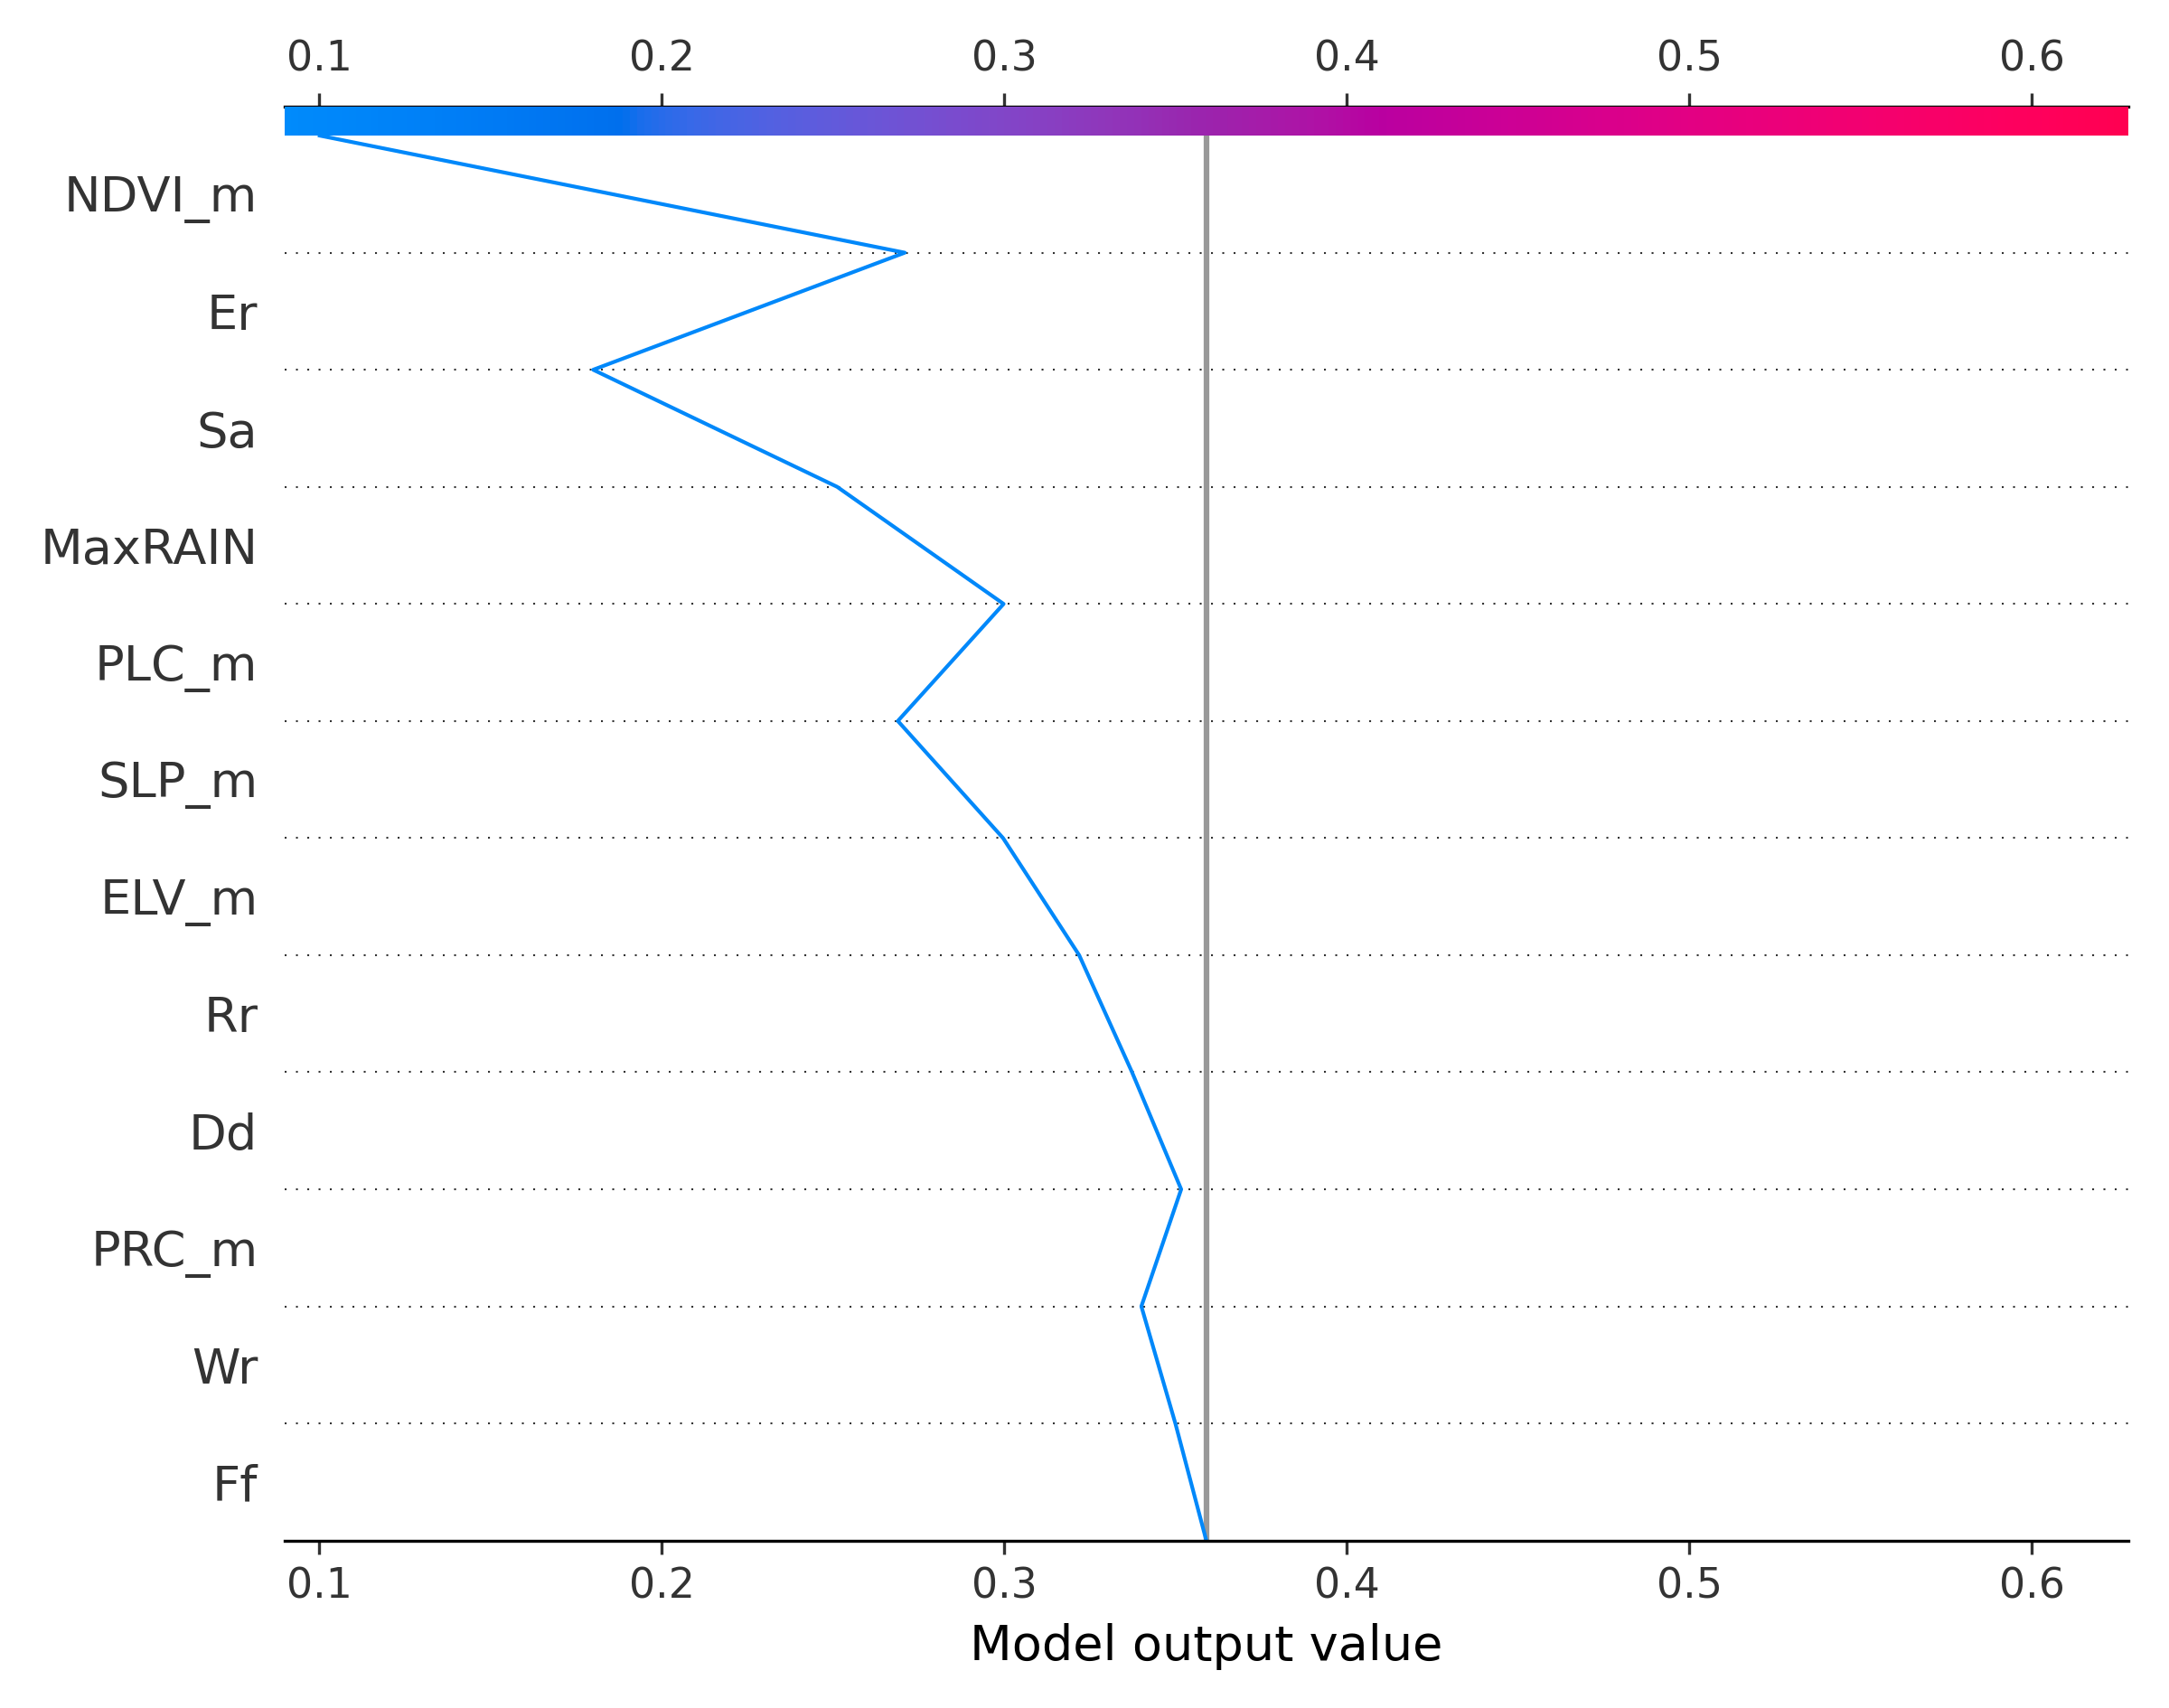 0.1 0.2 0.3 0.4 0.5 0.6
NDVI_m
Er
Sa
MaxRAIN
PLC_m
SLP_m
ELV_m
Rr
Dd
PRC_m
Wr
Ff
0.1 0.2 0.3 0.4 0.5 0.6
Model output value